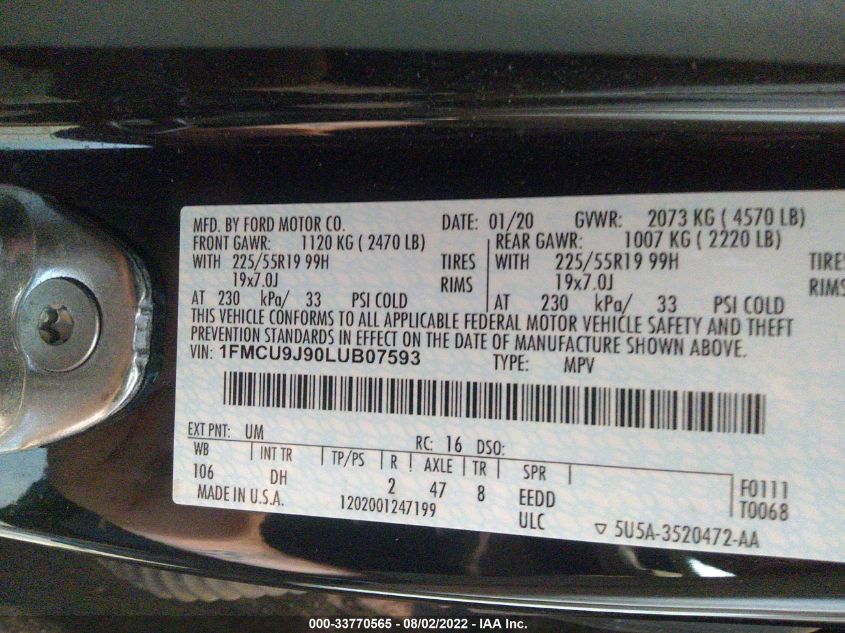 MFD. BY FORD MOTOR CO. DATE: 01/20 GVWR: 2073 KG ( 4570 LB)
FRONT GAWR: 1120 KG ( 2470 LB) REAR GAWR: 1007 KG ( 2220 LB)
WITH 225/55R19 99H TIRES WITH 225/55R19 99H TIRES
19x7.0J RIMS 19x7.0J RIMS
AT 230 kPa/ 33 PSI COLD AT 230 kPa/ 33 PSI COLD
THIS VEHICLE CONFORMS TO ALL APPLICABLE FEDERAL MOTOR VEHICLE SAFETY AND THEFT
PREVENTION STANDARDS IN EFFECT ON THE DATE OF MANUFACTURE SHOWN ABOVE.
VIN: 1FMCU9J90LUB07593 TYPE: MPV
EXT PNT: UM RC: 16 DSO:
WB INT TR TP/PS R AXLE TR SPR
106 DH 2 47 8 EEDD F0111
MADE IN U.S.A. 1202001247199 ULC T0068
5U5A-3520472-AA
000-33770565 - 08/02/2022 - IAA Inc.